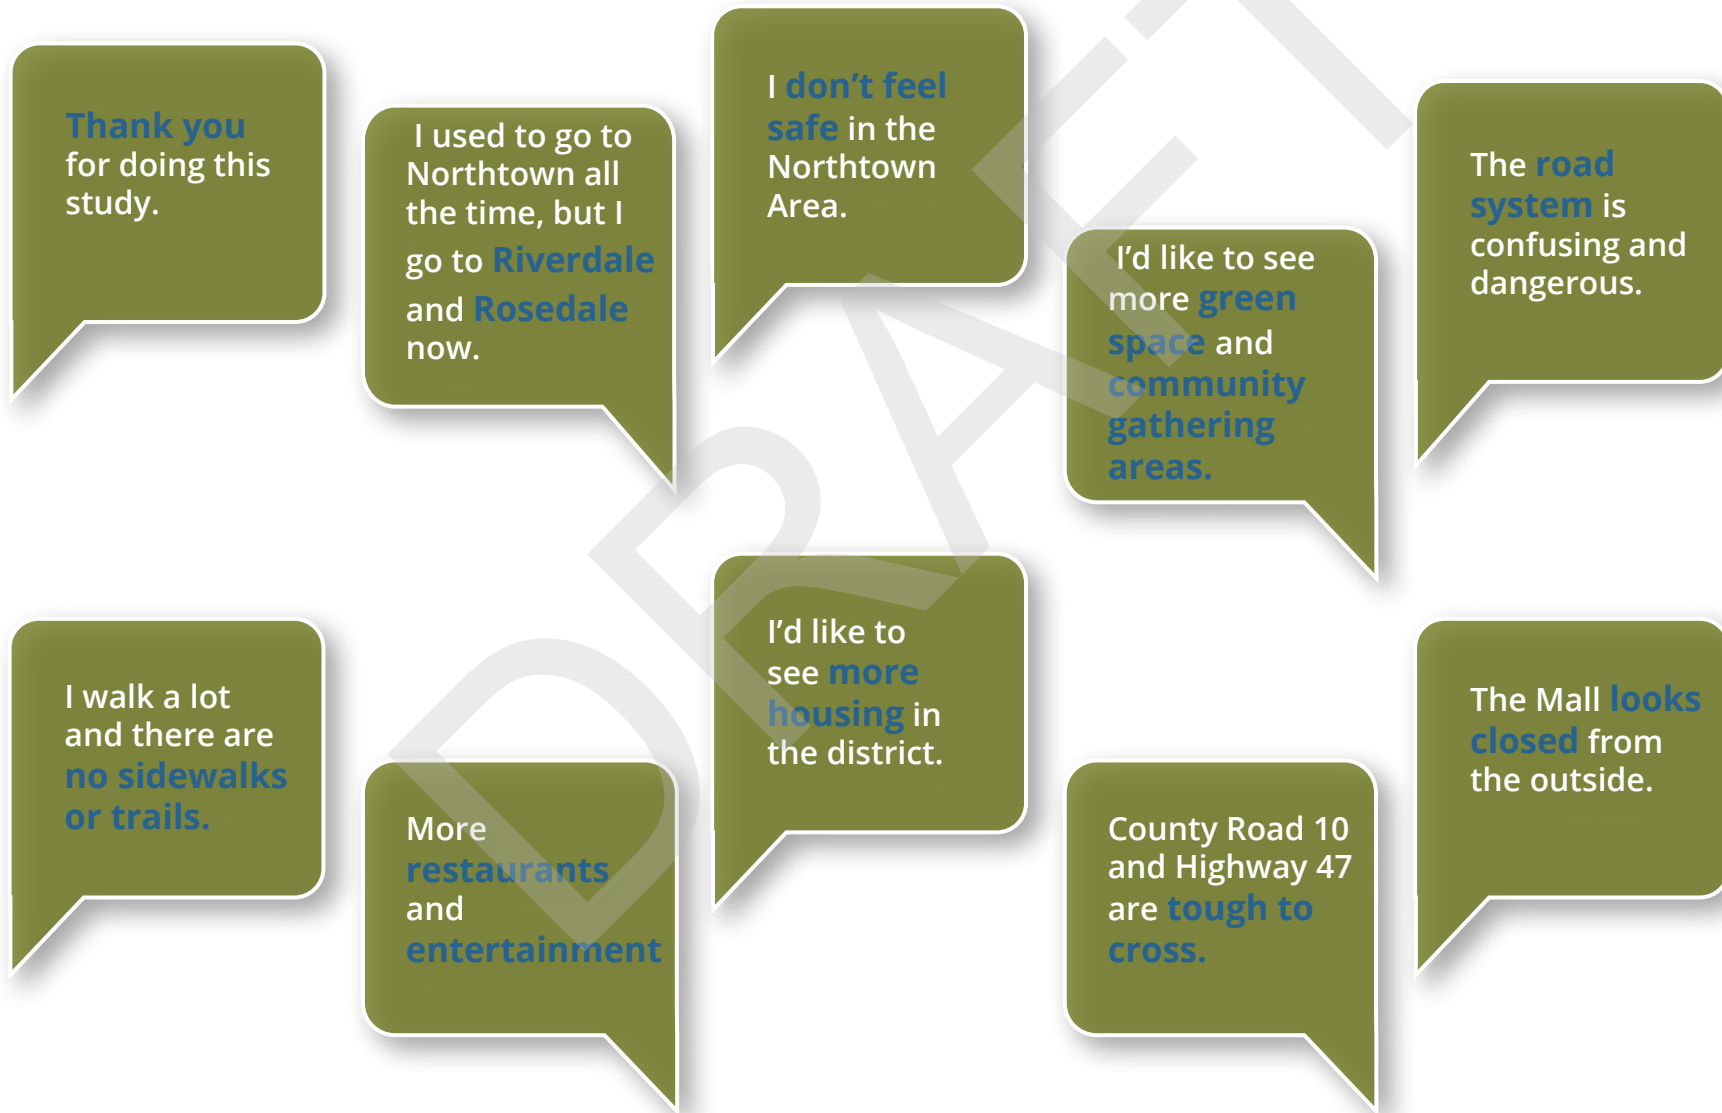 Thank you
for doing this
study.
I used to go to
Northtown all
the time, but I
go to Riverdale
and Rosedale
now.
I don't feel
safe in the
Northtown
Area.
I'd like to see
more green
space and
community
gathering
areas.
The road
system is
confusing and
dangerous.
I walk a lot
and there are
no sidewalks
or trails.
More
restaurants
and
entertainment
I'd like to
see more
housing in
the district.
County Road 10
and Highway 47
are tough to
cross.
The Mall looks
closed from
the outside.
DRAFT